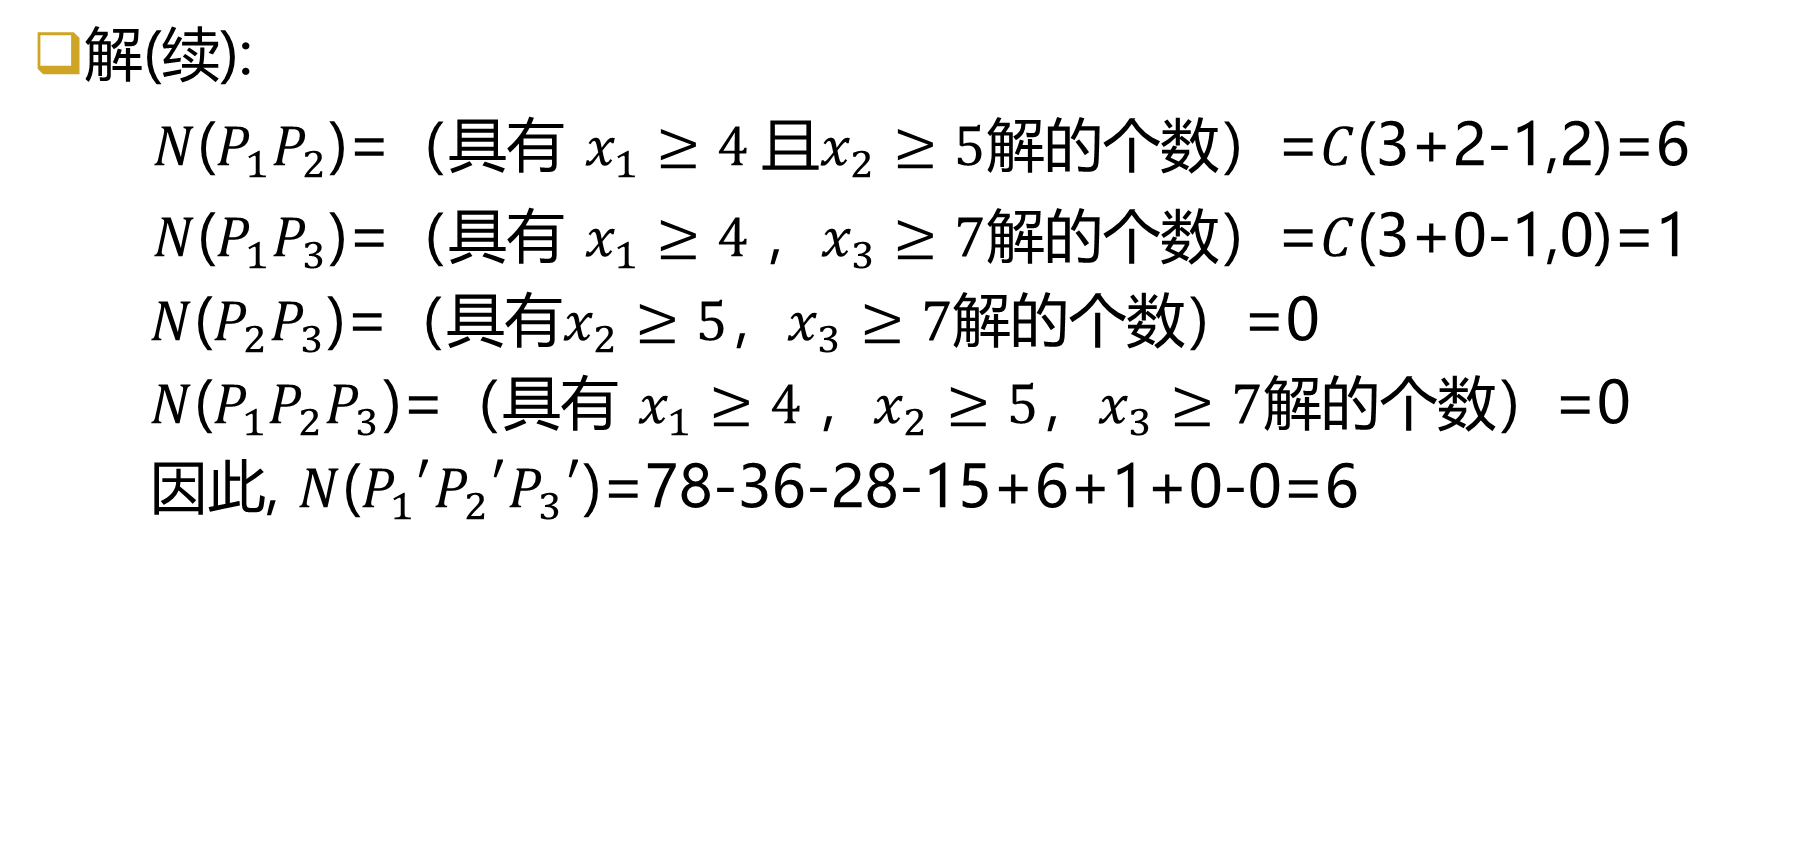 解(续):
N(P₁P₂)=（具有 x₁ ≥ 4 且x₂ ≥ 5解的个数）=C(3+2-1,2)=6
N(P₁P₃)=（具有 x₁ ≥ 4 ，x₃ ≥ 7解的个数）=C(3+0-1,0)=1
N(P₂P₃)=（具有x₂ ≥ 5，x₃ ≥ 7解的个数）=0
N(P₁P₂P₃)=（具有 x₁ ≥ 4 ，x₂ ≥ 5，x₃ ≥ 7解的个数）=0
因此, N(P₁′P₂′P₃′)=78-36-28-15+6+1+0-0=6